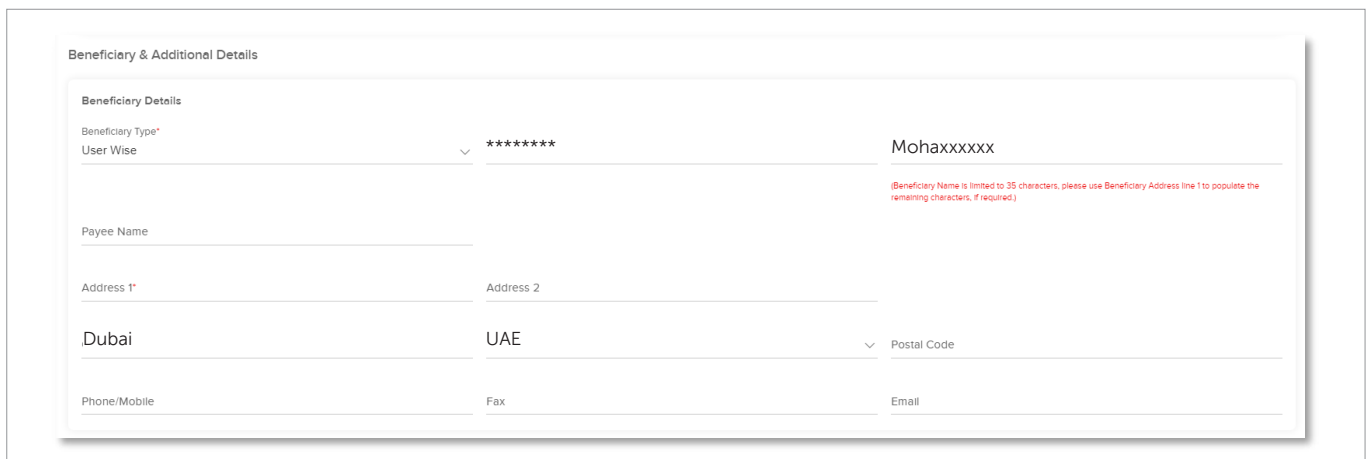 Beneficiary & Additional Details
Beneficiary Details
Beneficiary Type*
User Wise
********
Mohaxxxxxx
(Beneficiary Name is limited to 35 characters, please use Beneficiary Address line 1 to populate the
remaining characters, if required.)
Payee Name
Address 1*
Address 2
,Dubai
UAE
Postal Code
Phone/Mobile
Fax
Email